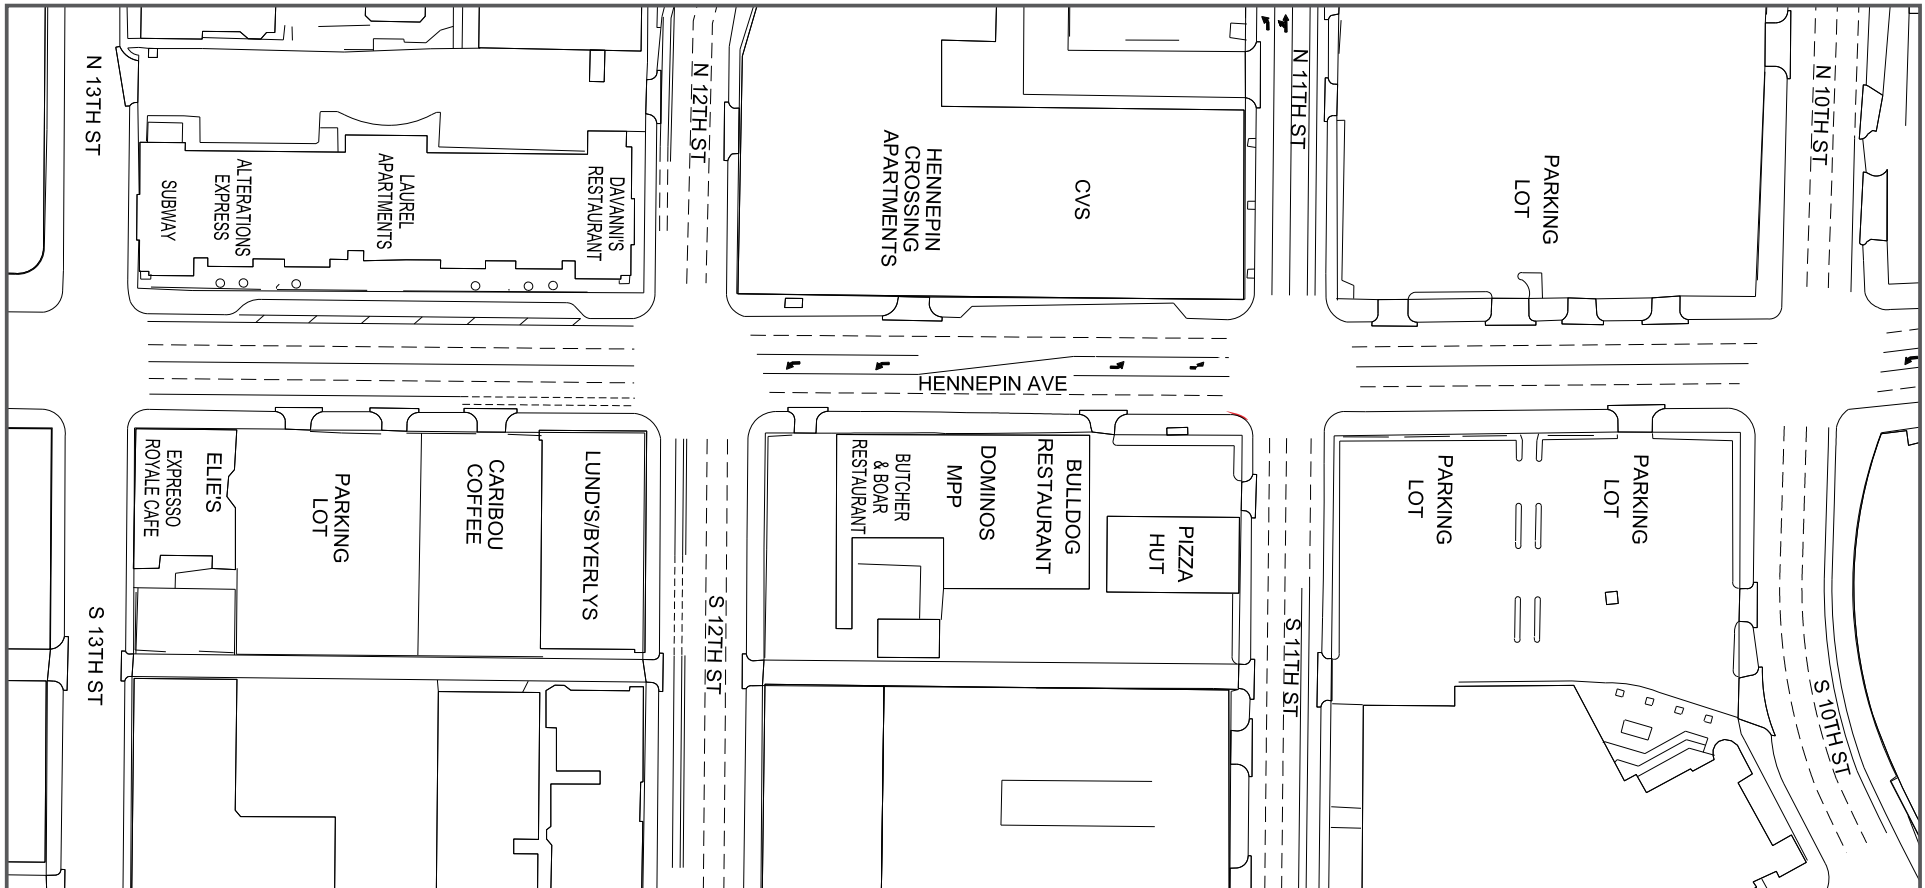 N 13TH ST
N 12TH ST
N 11TH ST
N 10TH ST
SUBWAY
ALTERATIONS
EXPRESS
LAUREL
APARTMENTS
DAVANNI'S
RESTAURANT
HENNEPIN
CROSSING
APARTMENTS
CVS
PARKING
LOT
HENNEPIN AVE
ELIE'S
EXPRESSO
ROYALE CAFE
PARKING
LOT
CARIBOU
COFFEE
LUND'S/BYERLYS
BUTCHER
& BOAR
RESTAURANT
DOMINOS
MPP
BULLDOG
RESTAURANT
PIZZA
HUT
PARKING
LOT
PARKING
LOT
S 13TH ST
S 12TH ST
S 11TH ST
S 10TH ST